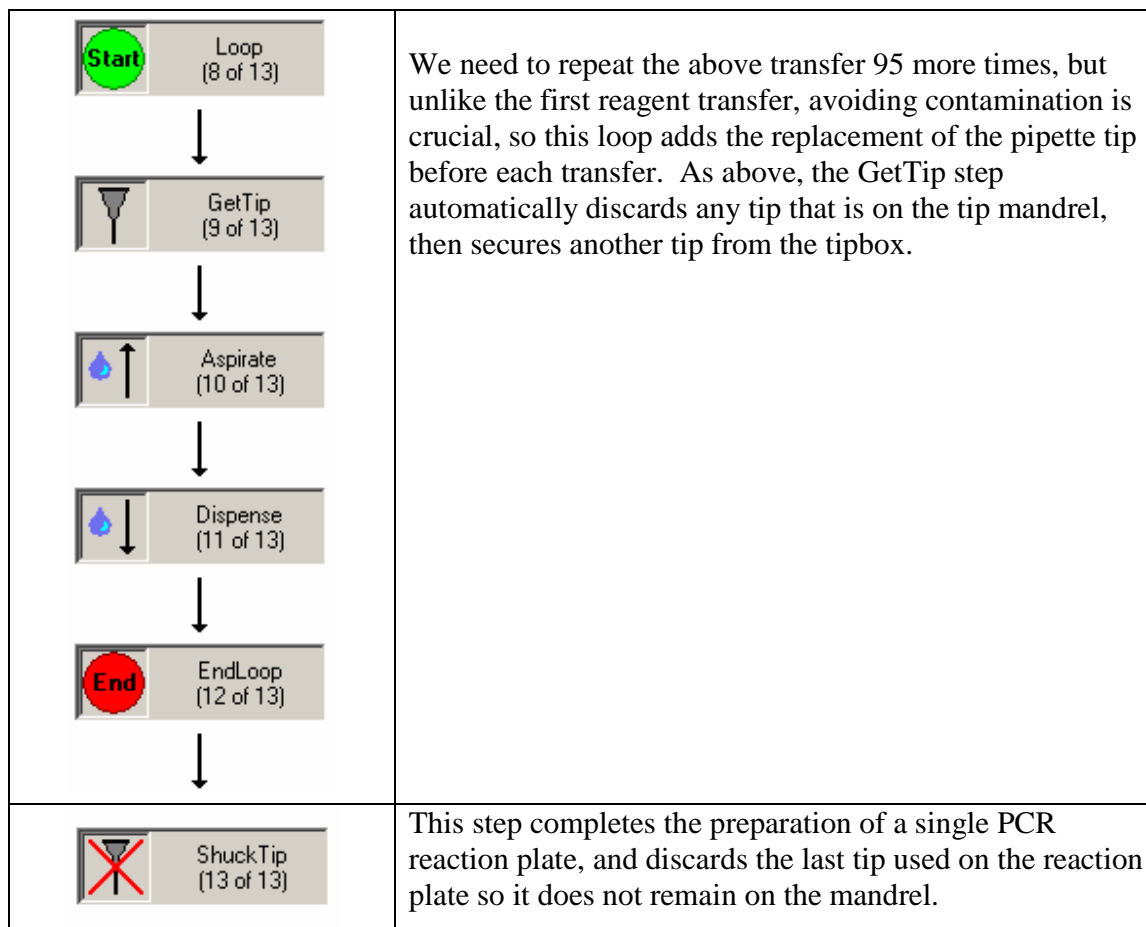 Start
Loop
(8 of 13)
We need to repeat the above transfer 95 more times, but
unlike the first reagent transfer, avoiding contamination is
crucial, so this loop adds the replacement of the pipette tip
before each transfer.  As above, the GetTip step
automatically discards any tip that is on the tip mandrel,
then secures another tip from the tipbox.
GetTip
(9 of 13)
Aspirate
(10 of 13)
Dispense
(11 of 13)
End
EndLoop
(12 of 13)
ShuckTip
(13 of 13)
This step completes the preparation of a single PCR
reaction plate, and discards the last tip used on the reaction
plate so it does not remain on the mandrel.